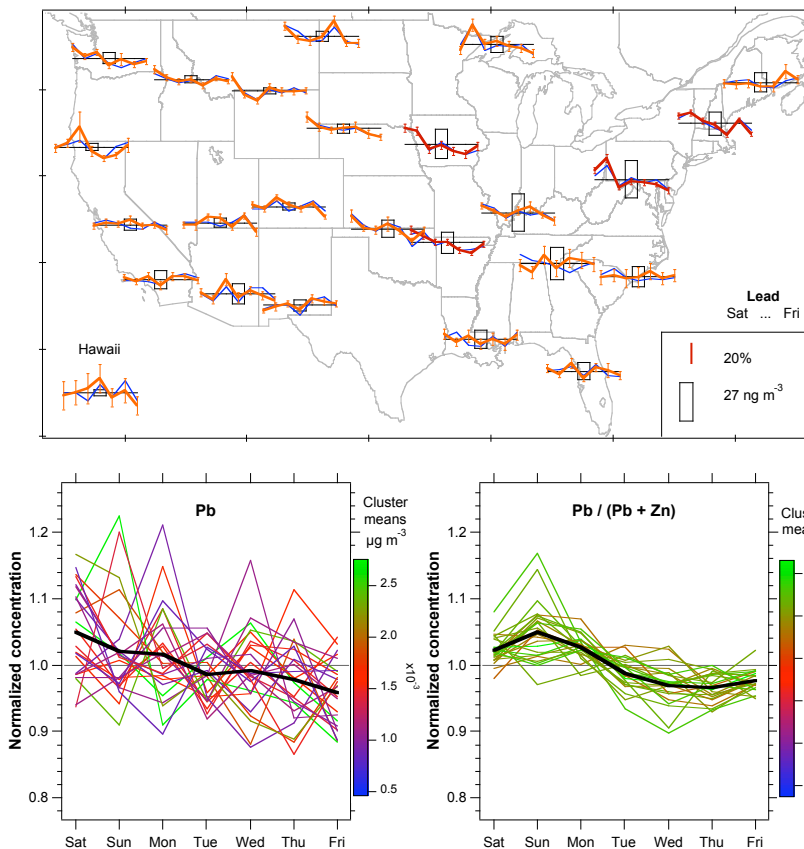 Hawaii
Lead
Sat ... Fri
20%
27 ng m⁻³
Pb
Normalized concentration
1.2
1.1
1.0
0.9
0.8
Sat Sun Mon Tue Wed Thu Fri
Cluster
means
µg m⁻³
2.5
2.0
1.5
1.0
0.5
x10⁻³
Pb / (Pb + Zn)
Normalized concentration
1.2
1.1
1.0
0.9
0.8
Sat Sun Mon Tue Wed Thu Fri